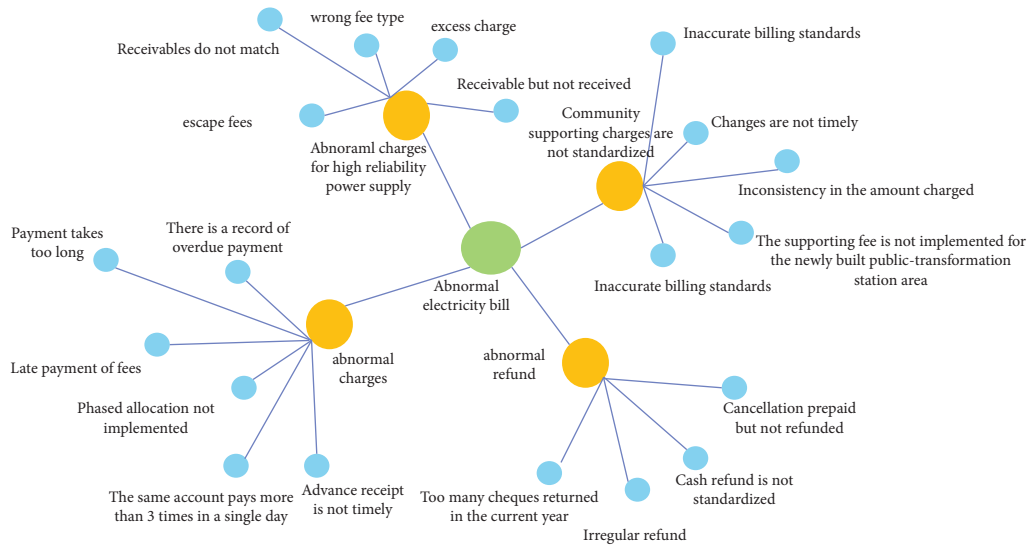 wrong fee type
excess charge
Receivables do not match
Receivable but not received
escape fees
Abnoraml charges
for high reliability
power supply
Inaccurate billing standards
Community
supporting charges are
not standardized
Changes are not timely
Inconsistency in the amount charged
The supporting fee is not implemented for
the newly built public-transformation
station area
Inaccurate billing standards
Abnormal
electricity bill
There is a record of
overdue payment
Payment takes
too long
abnormal
charges
Late payment of fees
Phased allocation not
implemented
The same account pays more
than 3 times in a single day
Advance receipt
is not timely
abnormal
refund
Cancellation prepaid
but not refunded
Cash refund is not
standardized
Too many cheques returned
in the current year
Irregular refund